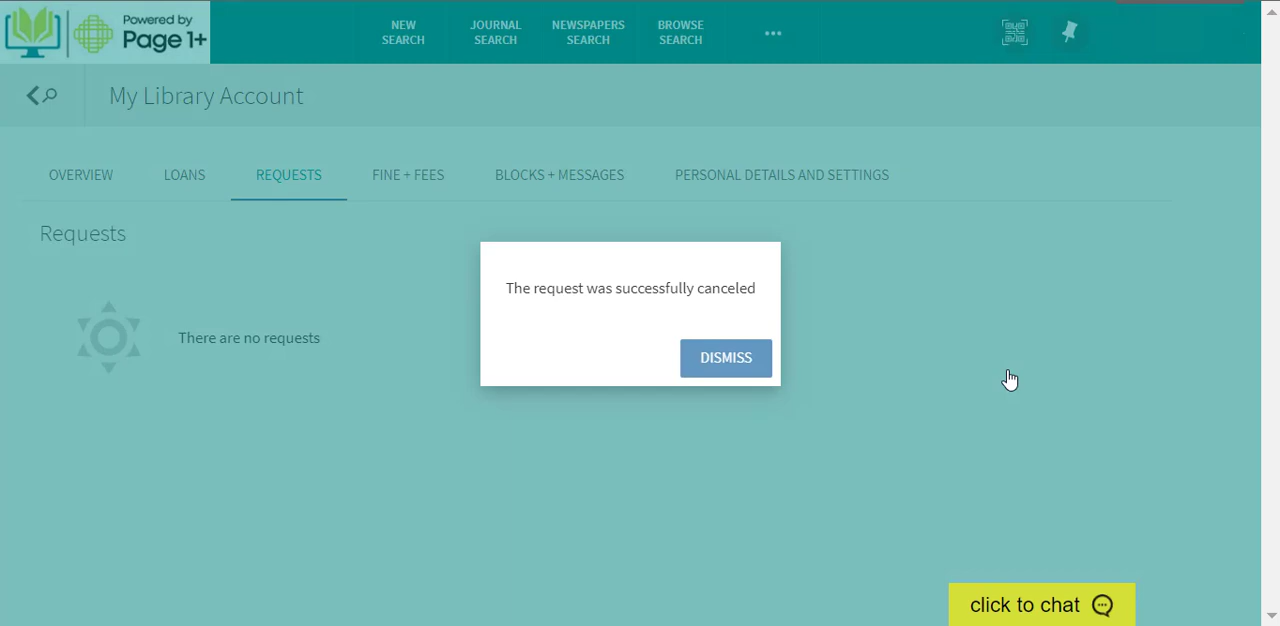 Powered by
Page 1+
NEW
SEARCH
JOURNAL
SEARCH
NEWSPAPERS
SEARCH
BROWSE
SEARCH
My Library Account
OVERVIEW
LOANS
REQUESTS
FINE + FEES
BLOCKS + MESSAGES
PERSONAL DETAILS AND SETTINGS
Requests
There are no requests
The request was successfully canceled
DISMISS
click to chat